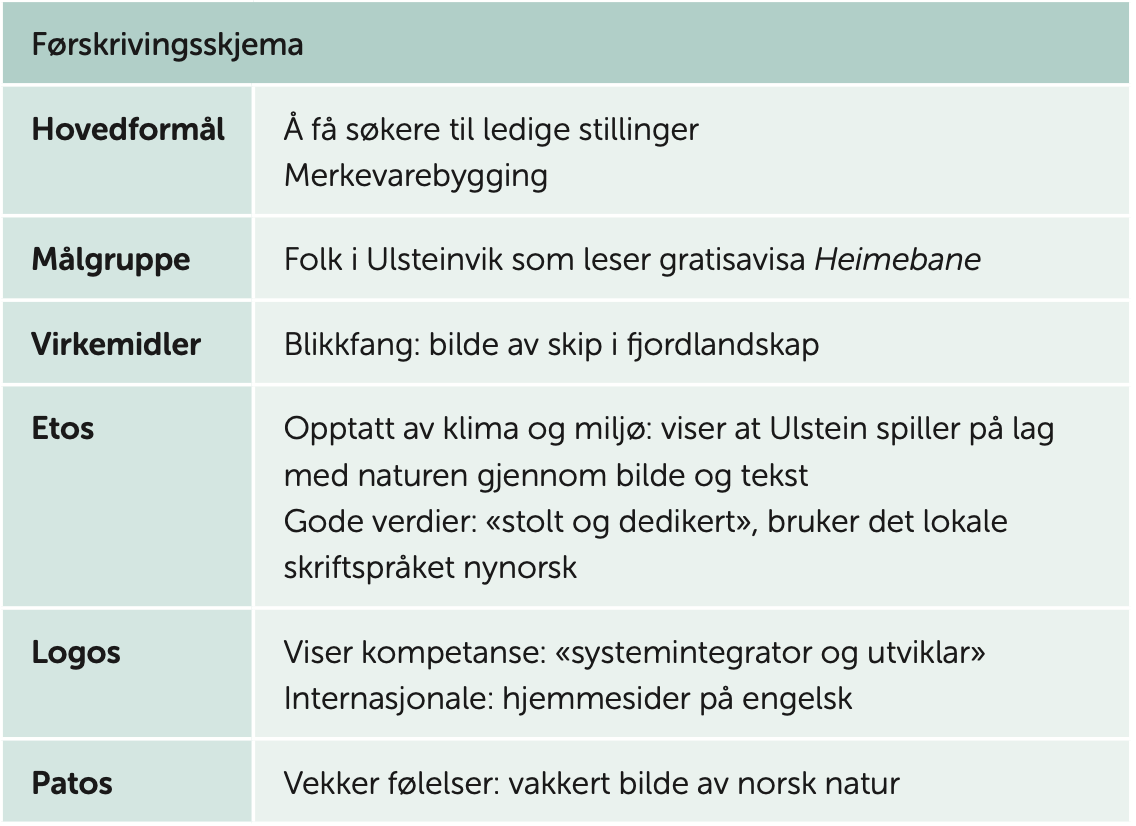 Førskrivingsskjema
Hovedformål
Å få søkere til ledige stillinger
Merkevarebygging
Målgruppe
Folk i Ulsteinvik som leser gratisavisa Heimebane
Virkemidler
Blikkfang: bilde av skip i fjordlandskap
Etos
Opptatt av klima og miljø: viser at Ulstein spiller på lag
med naturen gjennom bilde og tekst
Gode verdier: «stolt og dedikert», bruker det lokale
skriftspråket nynorsk
Logos
Viser kompetanse: «systemintegrator og utviklar»
Internasjonale: hjemmesider på engelsk
Patos
Vekker følelser: vakkert bilde av norsk natur